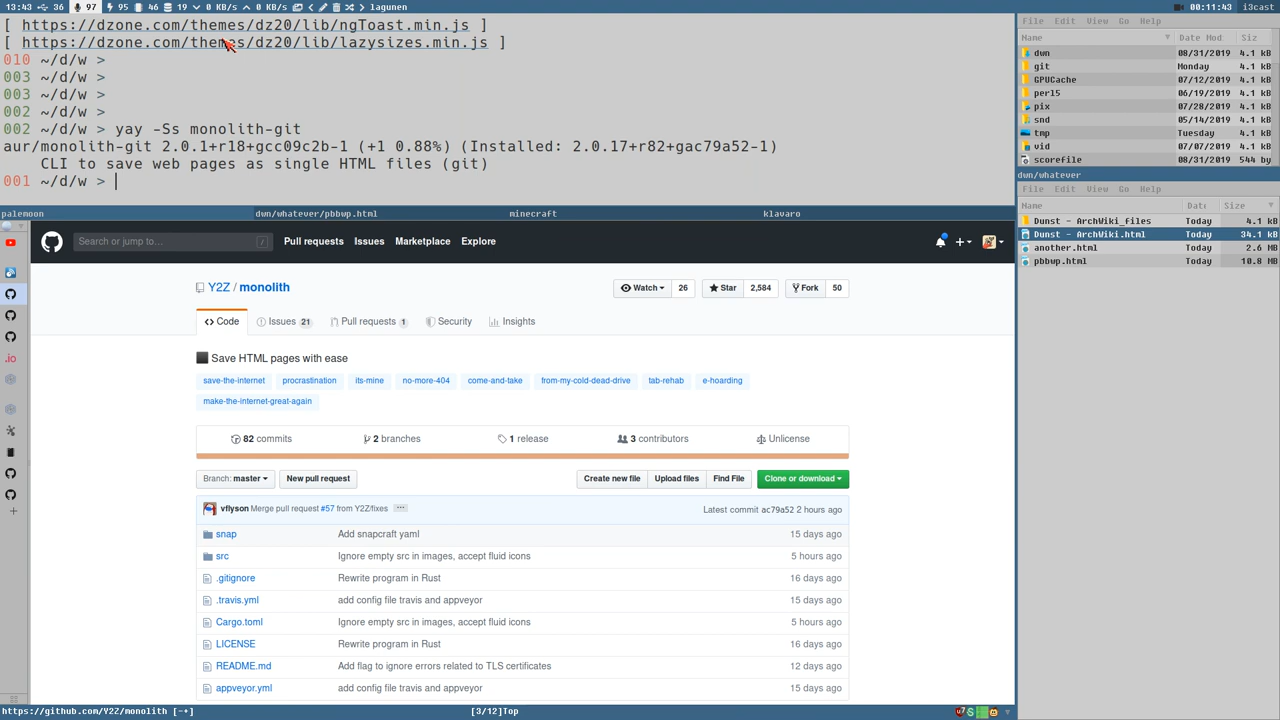 13:43 36 97 95 46 19 0 KB/s 0 KB/s lagunen 00:11:43 i3cast
[ https://dzone.com/themes/dz20/lib/ngToast.min.js ]
[ https://dzone.com/themes/dz20/lib/lazysizes.min.js ]
010 ~/d/w >
003 ~/d/w >
003 ~/d/w >
002 ~/d/w >
002 ~/d/w > yay -Ss monolith-git
aur/monolith-git 2.0.1+r18+gcc09c2b-1 (+1 0.88%) (Installed: 2.0.17+r82+gac79a52-1)
CLI to save web pages as single HTML files (git)
001 ~/d/w >
palemoon dwn/whatever/pbbwp.html minecraft klavaro
Search or jump to… / Pull requests Issues Marketplace Explore
Y2Z / monolith
Watch 26 Star 2,584 Fork 50
Code Issues 21 Pull requests 1 Security Insights
Save HTML pages with ease
save-the-internet procrastination its-mine no-more-404 come-and-take from-my-cold-dead-drive tab-rehab e-hoarding
make-the-internet-great-again
82 commits 2 branches 1 release 3 contributors Unlicense
Branch: master New pull request Create new file Upload files Find File Clone or download
vflyson Merge pull request #57 from Y2Z/fixes ... Latest commit ac79a52 2 hours ago
snap Add snapcraft yaml 15 days ago
src Ignore empty src in images, accept fluid icons 5 hours ago
.gitignore Rewrite program in Rust 16 days ago
.travis.yml add config file travis and appveyor 15 days ago
Cargo.toml Ignore empty src in images, accept fluid icons 5 hours ago
LICENSE Rewrite program in Rust 16 days ago
README.md Add flag to ignore errors related to TLS certificates 12 days ago
appveyor.yml add config file travis and appveyor 15 days ago
.io
https://github.com/Y2Z/monolith [-+] [3/12]Top
File Edit View Go Help
Name Date Mod Siz
dwn 08/31/2019 4.1 kB
git Monday 4.1 kB
GPUCache 07/12/2019 4.1 kB
perl5 06/19/2019 4.1 kB
pix 07/28/2019 4.1 kB
snd 05/14/2019 4.1 kB
tmp Tuesday 4.1 kB
vid 07/13/2019 4.1 kB
scorefile 08/31/2019 544 by
dwn/whatever
File Edit View Go Help
Name Date Size
Dunst - ArchWiki_files Today 4.1 kB
Dunst - ArchWiki.html Today 34.1 kB
another.html Today 2.6 MB
pbbwp.html Today 10.8 MB